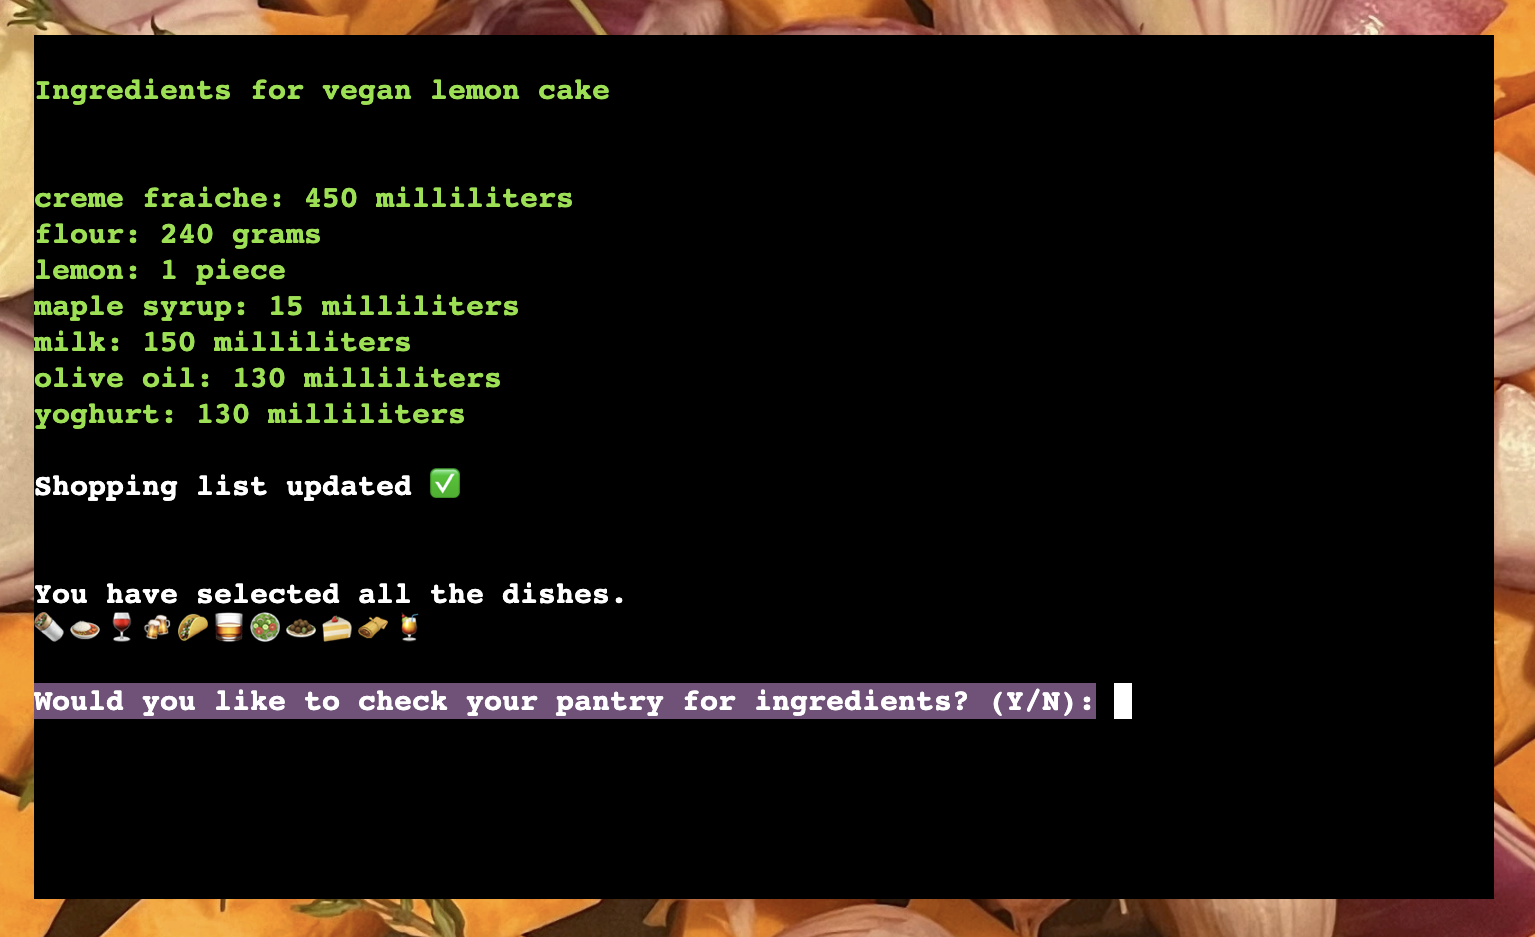 Ingredients for vegan lemon cake
creme fraiche: 450 milliliters
flour: 240 grams
lemon: 1 piece
maple syrup: 15 milliliters
milk: 150 milliliters
olive oil: 130 milliliters
yoghurt: 130 milliliters
Shopping list updated ✅
You have selected all the dishes.
🌯🍛🍷🍻🌮🥃🥗🧆🍰🫔🍹
Would you like to check your pantry for ingredients? (Y/N):